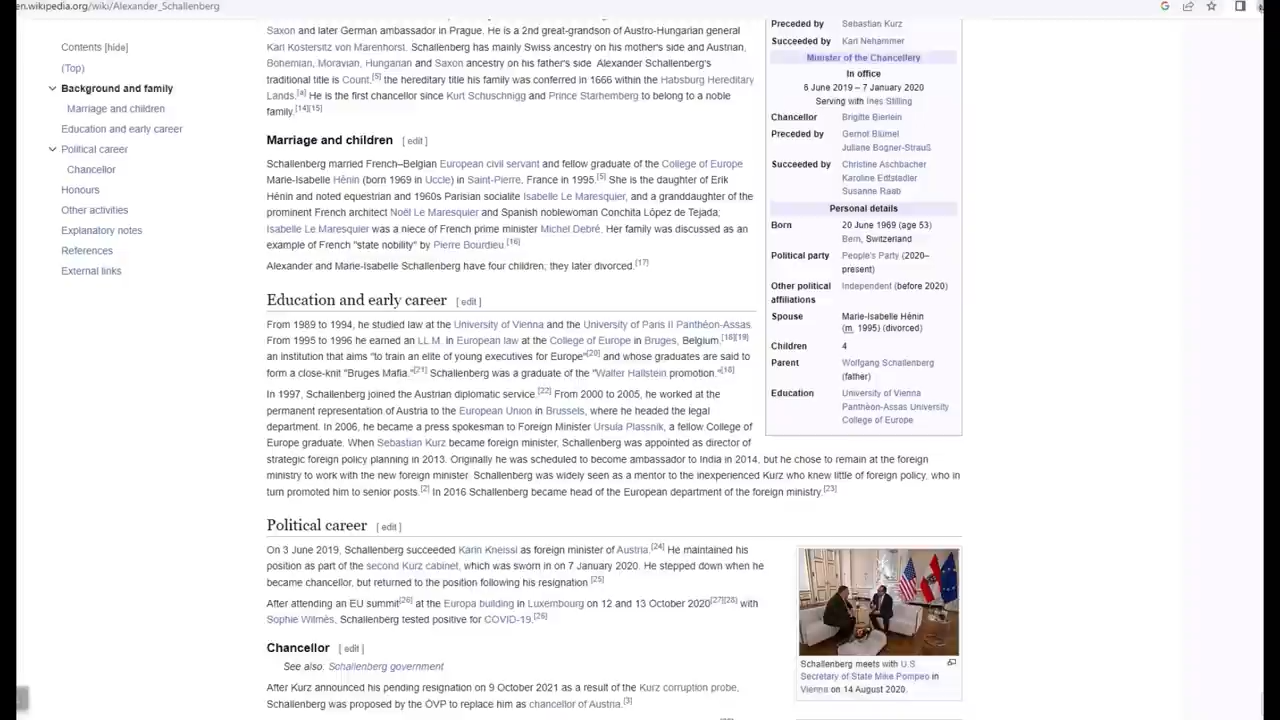 en.wikipedia.org/wiki/Alexander_Schallenberg
Contents [hide]
(Top)
Background and family
Marriage and children
Education and early career
Political career
Chancellor
Honours
Other activities
Explanatory notes
References
External links
Saxon and later German ambassador in Prague. He is a 2nd great-grandson of Austro-Hungarian general
Karl Kostersitz von Marenhorst. Schallenberg has mainly Swiss ancestry on his mother's side and Austrian,
Bohemian, Moravian, Hungarian and Saxon ancestry on his father's side Alexander Schallenberg's
traditional title is Count,[5] the hereditary title his family was conferred in 1666 within the Habsburg Hereditary
Lands.[a] He is the first chancellor since Kurt Schuschnigg and Prince Starhemberg to belong to a noble
family.[14][15]
Marriage and children [ edit ]
Schallenberg married French–Belgian European civil servant and fellow graduate of the College of Europe
Marie-Isabelle Hénin (born 1969 in Uccle) in Saint-Pierre, France in 1995.[5] She is the daughter of Erik
Hénin and noted equestrian and 1960s Parisian socialite Isabelle Le Maresquier, and a granddaughter of the
prominent French architect Noël Le Maresquier and Spanish noblewoman Conchita López de Tejada;
Isabelle Le Maresquier was a niece of French prime minister Michel Debré. Her family was discussed as an
example of French "state nobility" by Pierre Bourdieu.[16]
Alexander and Marie-Isabelle Schallenberg have four children; they later divorced.[17]
Education and early career [ edit ]
From 1989 to 1994, he studied law at the University of Vienna and the University of Paris II Panthéon-Assas.
From 1995 to 1996 he earned an LL.M. in European law at the College of Europe in Bruges, Belgium,[18][19]
an institution that aims "to train an elite of young executives for Europe"[20] and whose graduates are said to
form a close-knit "Bruges Mafia."[21] Schallenberg was a graduate of the "Walter Hallstein promotion."[18]
In 1997, Schallenberg joined the Austrian diplomatic service.[22] From 2000 to 2005, he worked at the
permanent representation of Austria to the European Union in Brussels, where he headed the legal
department. In 2006, he became a press spokesman to Foreign Minister Ursula Plassnik, a fellow College of
Europe graduate. When Sebastian Kurz became foreign minister, Schallenberg was appointed as director of
strategic foreign policy planning in 2013. Originally he was scheduled to become ambassador to India in 2014, but he chose to remain at the foreign
ministry to work with the new foreign minister. Schallenberg was widely seen as a mentor to the inexperienced Kurz who knew little of foreign policy, who in
turn promoted him to senior posts.[2] In 2016 Schallenberg became head of the European department of the foreign ministry.[23]
Political career [ edit ]
On 3 June 2019, Schallenberg succeeded Karin Kneissl as foreign minister of Austria.[24] He maintained his
position as part of the second Kurz cabinet, which was sworn in on 7 January 2020. He stepped down when he
became chancellor, but returned to the position following his resignation.[25]
After attending an EU summit[26] at the Europa building in Luxembourg on 12 and 13 October 2020[27][28] with
Sophie Wilmès, Schallenberg tested positive for COVID-19.[26]
Chancellor [ edit ]
See also: Schallenberg government
After Kurz announced his pending resignation on 9 October 2021 as a result of the Kurz corruption probe,
Schallenberg was proposed by the ÖVP to replace him as chancellor of Austria.[3]
Preceded by Sebastian Kurz
Succeeded by Karl Nehammer
Minister of the Chancellery
In office
6 June 2019 – 7 January 2020
Serving with Ines Stilling
Chancellor Brigitte Bierlein
Preceded by Gernot Blümel
Juliane Bogner-Strauß
Succeeded by Christine Aschbacher
Karoline Edtstadler
Susanne Raab
Personal details
Born 20 June 1969 (age 53)
Bern, Switzerland
Political party People's Party (2020–
present)
Other political Independent (before 2020)
affiliations
Spouse Marie-Isabelle Hénin
(m. 1995) (divorced)
Children 4
Parent Wolfgang Schallenberg
(father)
Education University of Vienna
Panthéon-Assas University
College of Europe
Schallenberg meets with U.S
Secretary of State Mike Pompeo in
Vienna on 14 August 2020.